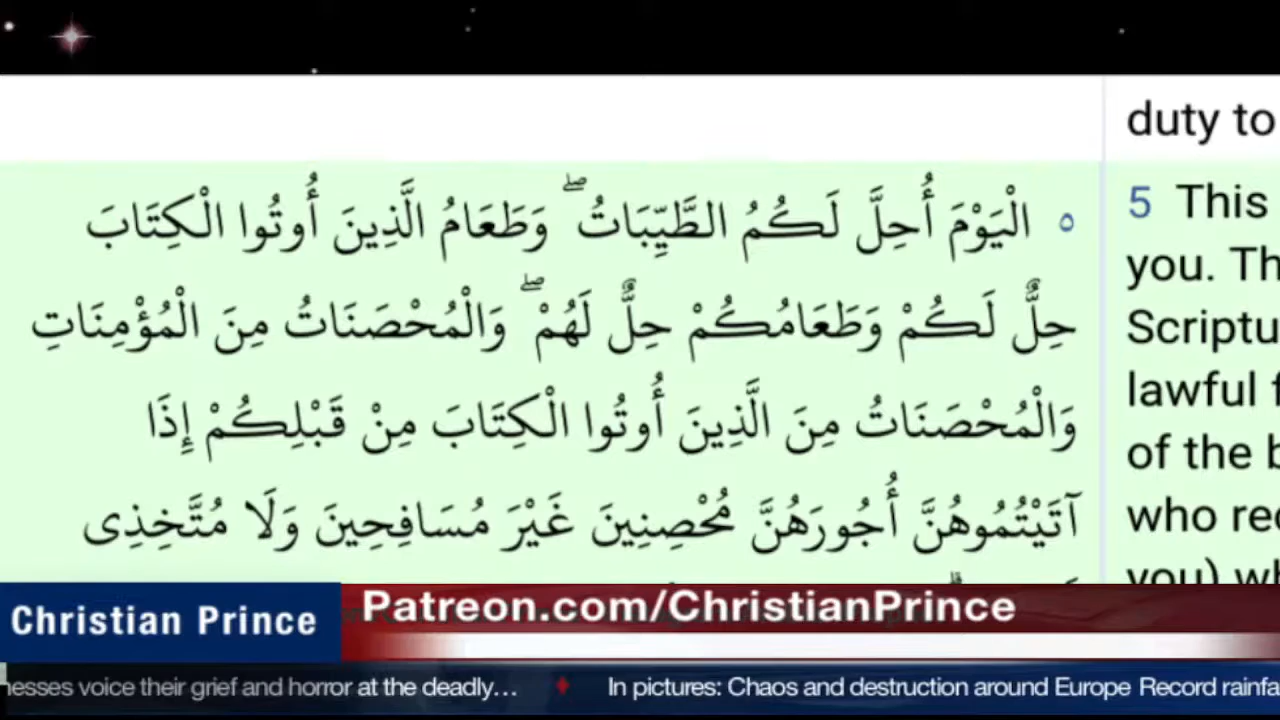 duty to
٥ الْيَوْمَ أُحِلَّ لَكُمُ الطَّيِّبَاتُ ۖ وَطَعَامُ الَّذِينَ أُوتُوا الْكِتَابَ
حِلٌّ لَكُمْ وَطَعَامُكُمْ حِلٌّ لَهُمْ ۖ وَالْمُحْصَنَاتُ مِنَ الْمُؤْمِنَاتِ
وَالْمُحْصَنَاتُ مِنَ الَّذِينَ أُوتُوا الْكِتَابَ مِنْ قَبْلِكُمْ إِذَا
آتَيْتُمُوهُنَّ أُجُورَهُنَّ مُحْصِنِينَ غَيْرَ مُسَافِحِينَ وَلَا مُتَّخِذِى
5 This
you. Th
Scriptu
lawful f
of the b
who rec
you) wh
Christian Prince
Patreon.com/ChristianPrince
nesses voice their grief and horror at the deadly... ♦ In pictures: Chaos and destruction around Europe Record rainfa